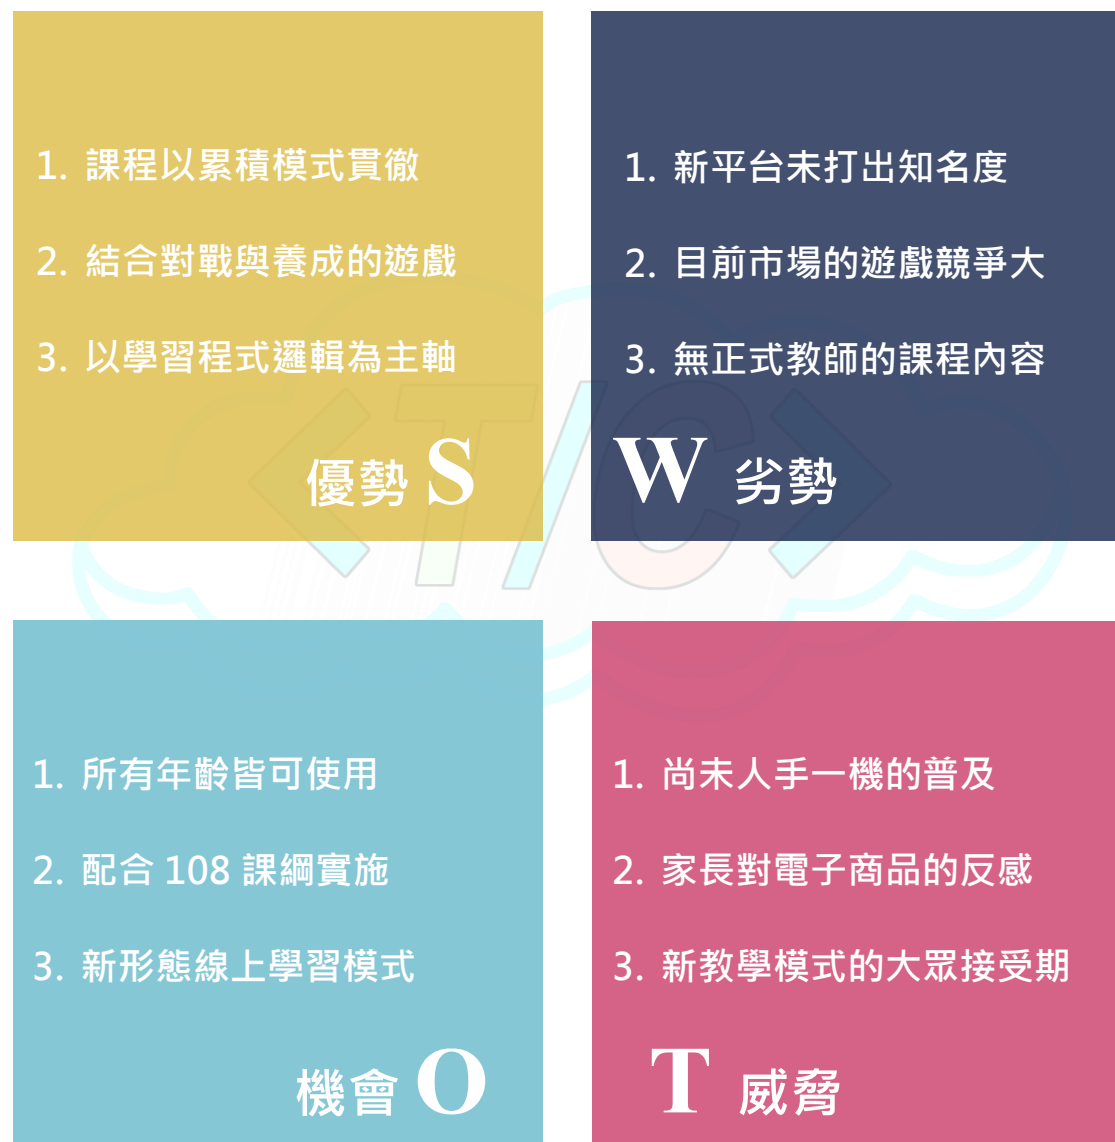 1. 課程以累積模式貫徹
2. 結合對戰與養成的遊戲
3. 以學習程式邏輯為主軸
優勢 S
1. 新平台未打出知名度
2. 目前市場的遊戲競爭大
3. 無正式教師的課程內容
W 劣勢
<T/C>
1. 所有年齡皆可使用
2. 配合 108 課綱實施
3. 新形態線上學習模式
機會 O
1. 尚未人手一機的普及
2. 家長對電子商品的反感
3. 新教學模式的大眾接受期
T 威脅